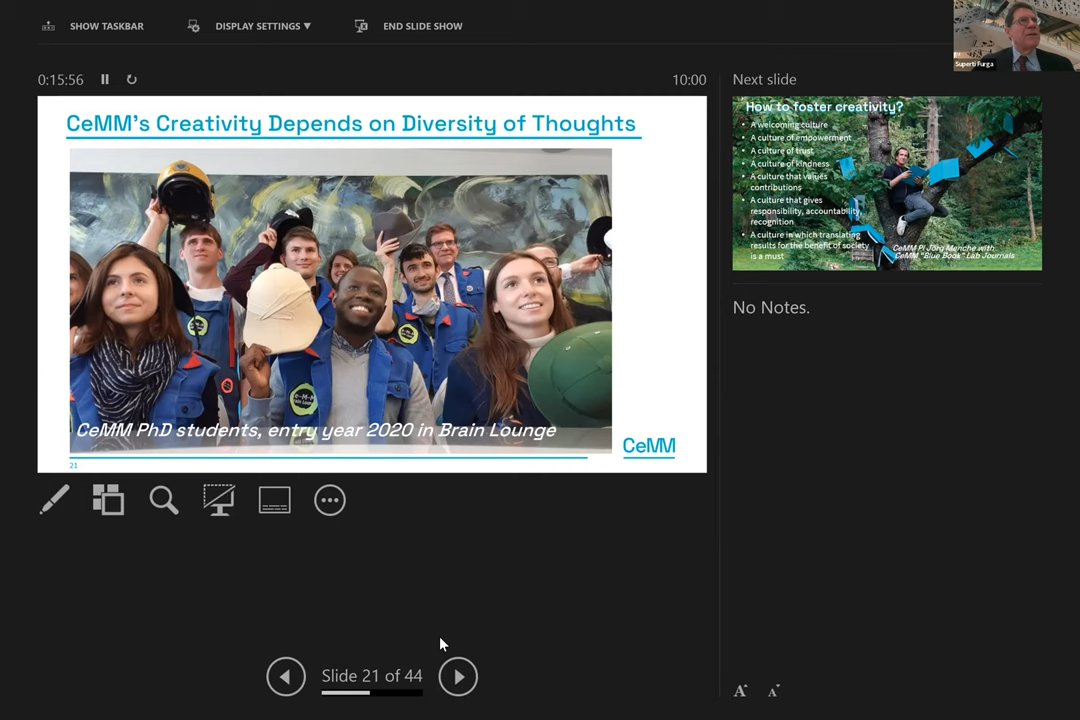 SHOW TASKBAR
DISPLAY SETTINGS ▼
END SLIDE SHOW
Superti Furga
0:15:56
10:00
Next slide
CeMM's Creativity Depends on Diversity of Thoughts
CeMM PhD students, entry year 2020 in Brain Lounge
CeMM
21
How to foster creativity?
• A welcoming culture
• A culture of empowerment
• A culture of trust
• A culture of kindness
• A culture that values
contributions
• A culture that gives
responsibility, accountability,
recognition
• A culture in which translating
results for the benefit of society
is a must
CeMM PI Jörg Menche with
CeMM "Blue Book" Lab Journals
No Notes.
Slide 21 of 44
A A